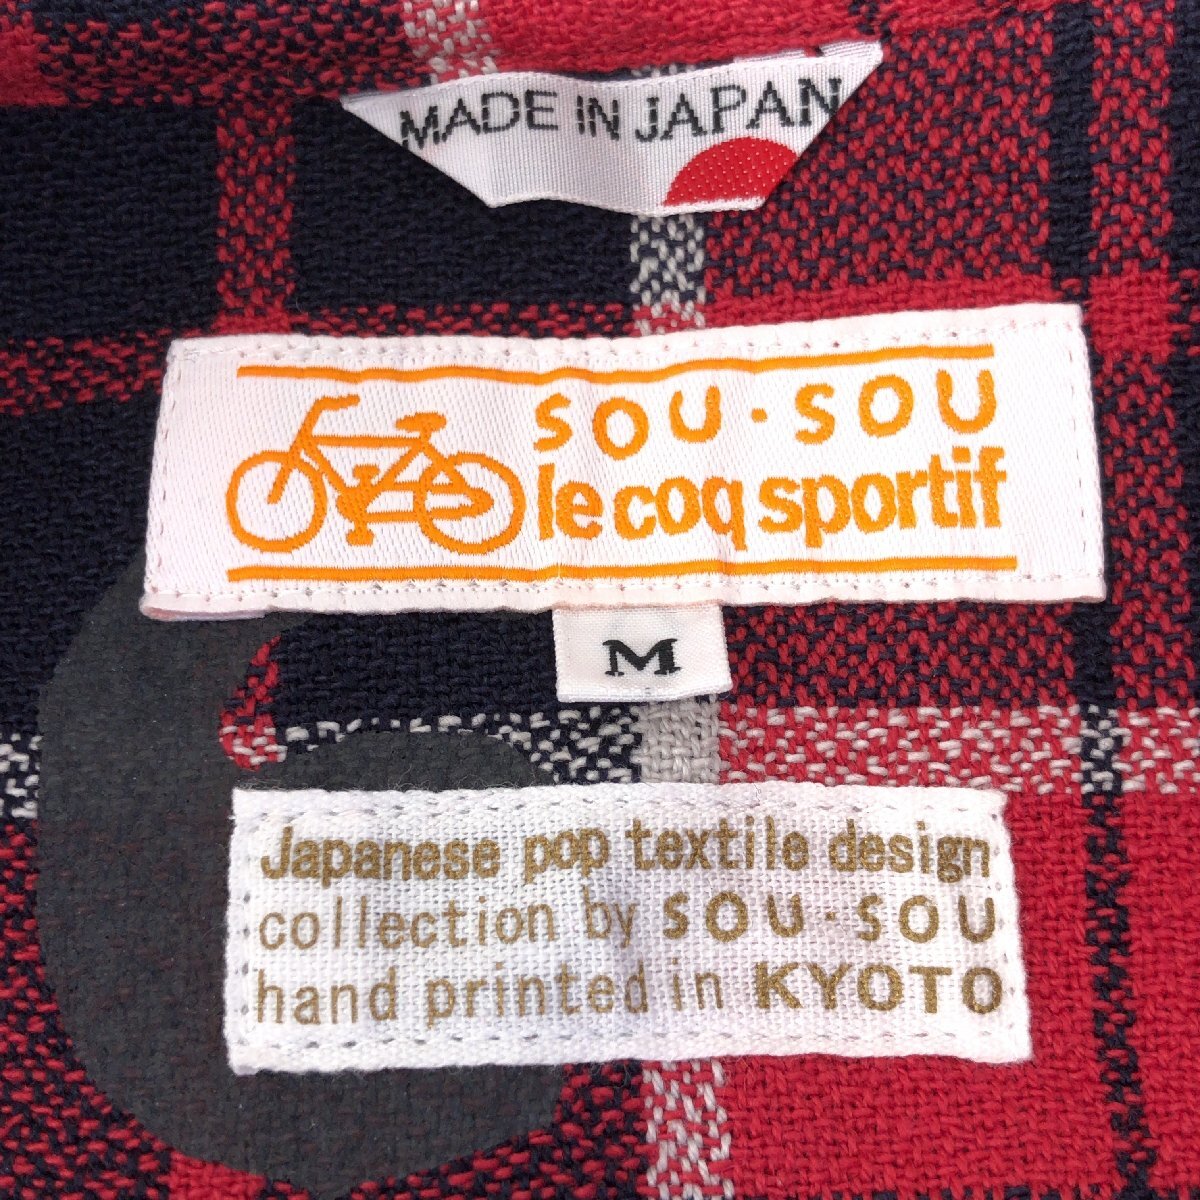 MADE IN JAPAN
SOU・SOU
le coq sportif
M
Japanese pop textile design
collection by SOU・SOU
hand printed in KYOTO